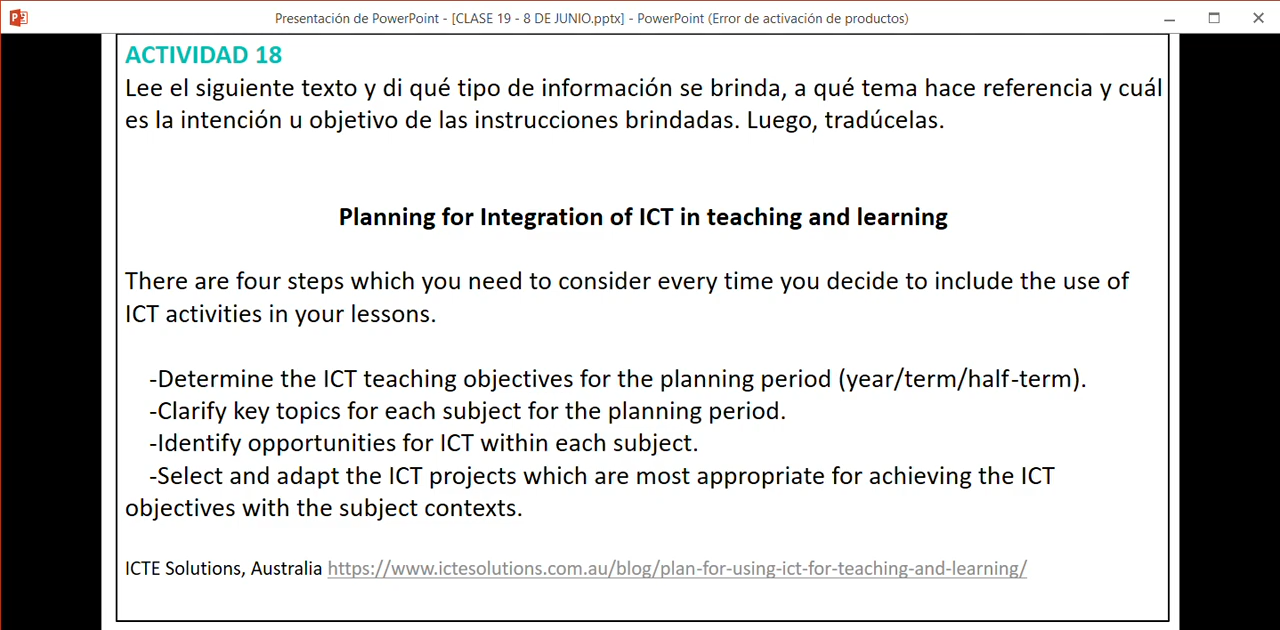 Presentación de PowerPoint - [CLASE 19 - 8 DE JUNIO.pptx] - PowerPoint (Error de activación de productos)
ACTIVIDAD 18
Lee el siguiente texto y di qué tipo de información se brinda, a qué tema hace referencia y cuál
es la intención u objetivo de las instrucciones brindadas. Luego, tradúcelas.
Planning for Integration of ICT in teaching and learning
There are four steps which you need to consider every time you decide to include the use of
ICT activities in your lessons.
-Determine the ICT teaching objectives for the planning period (year/term/half-term).
-Clarify key topics for each subject for the planning period.
-Identify opportunities for ICT within each subject.
-Select and adapt the ICT projects which are most appropriate for achieving the ICT
objectives with the subject contexts.
ICTE Solutions, Australia https://www.ictesolutions.com.au/blog/plan-for-using-ict-for-teaching-and-learning/